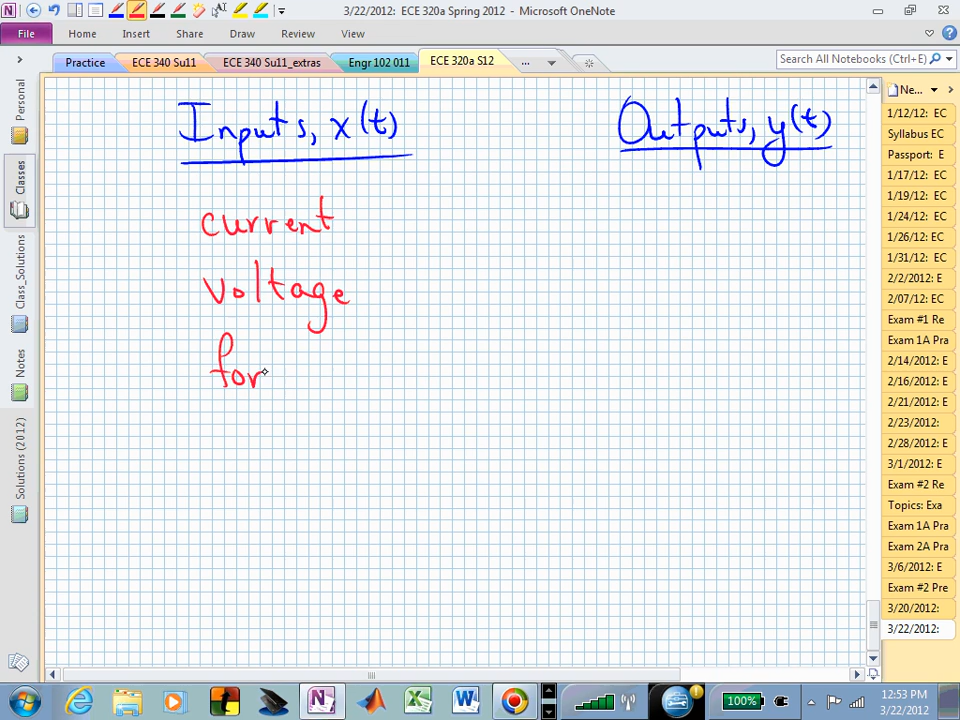 3/22/2012: ECE 320a Spring 2012 - Microsoft OneNote
File Home Insert Share Draw Review View
Practice ECE 340 Su11 ECE 340 Su11_extras Engr 102 011 ECE 320a S12 ... Search All Notebooks (Ctrl+E)
Personal
Classes
Class_Solutions
Notes
Solutions (2012)
Inputs, x(t) Outputs, y(t)
current
voltage
for
Ne...
1/12/12: EC
Syllabus EC
Passport: E
1/17/12: EC
1/19/12: EC
1/24/12: EC
1/26/12: EC
1/31/12: EC
2/2/2012: E
2/07/12: EC
Exam #1 Re
Exam 1A Pra
2/14/2012: E
2/16/2012: E
2/21/2012: E
2/23/2012:
2/28/2012: E
3/1/2012: E
Exam #2 Re
Topics: Exa
Exam 1A Pra
Exam 2A Pra
3/6/2012: E
Exam #2 Pre
3/20/2012:
3/22/2012:
100% 12:53 PM
3/22/2012